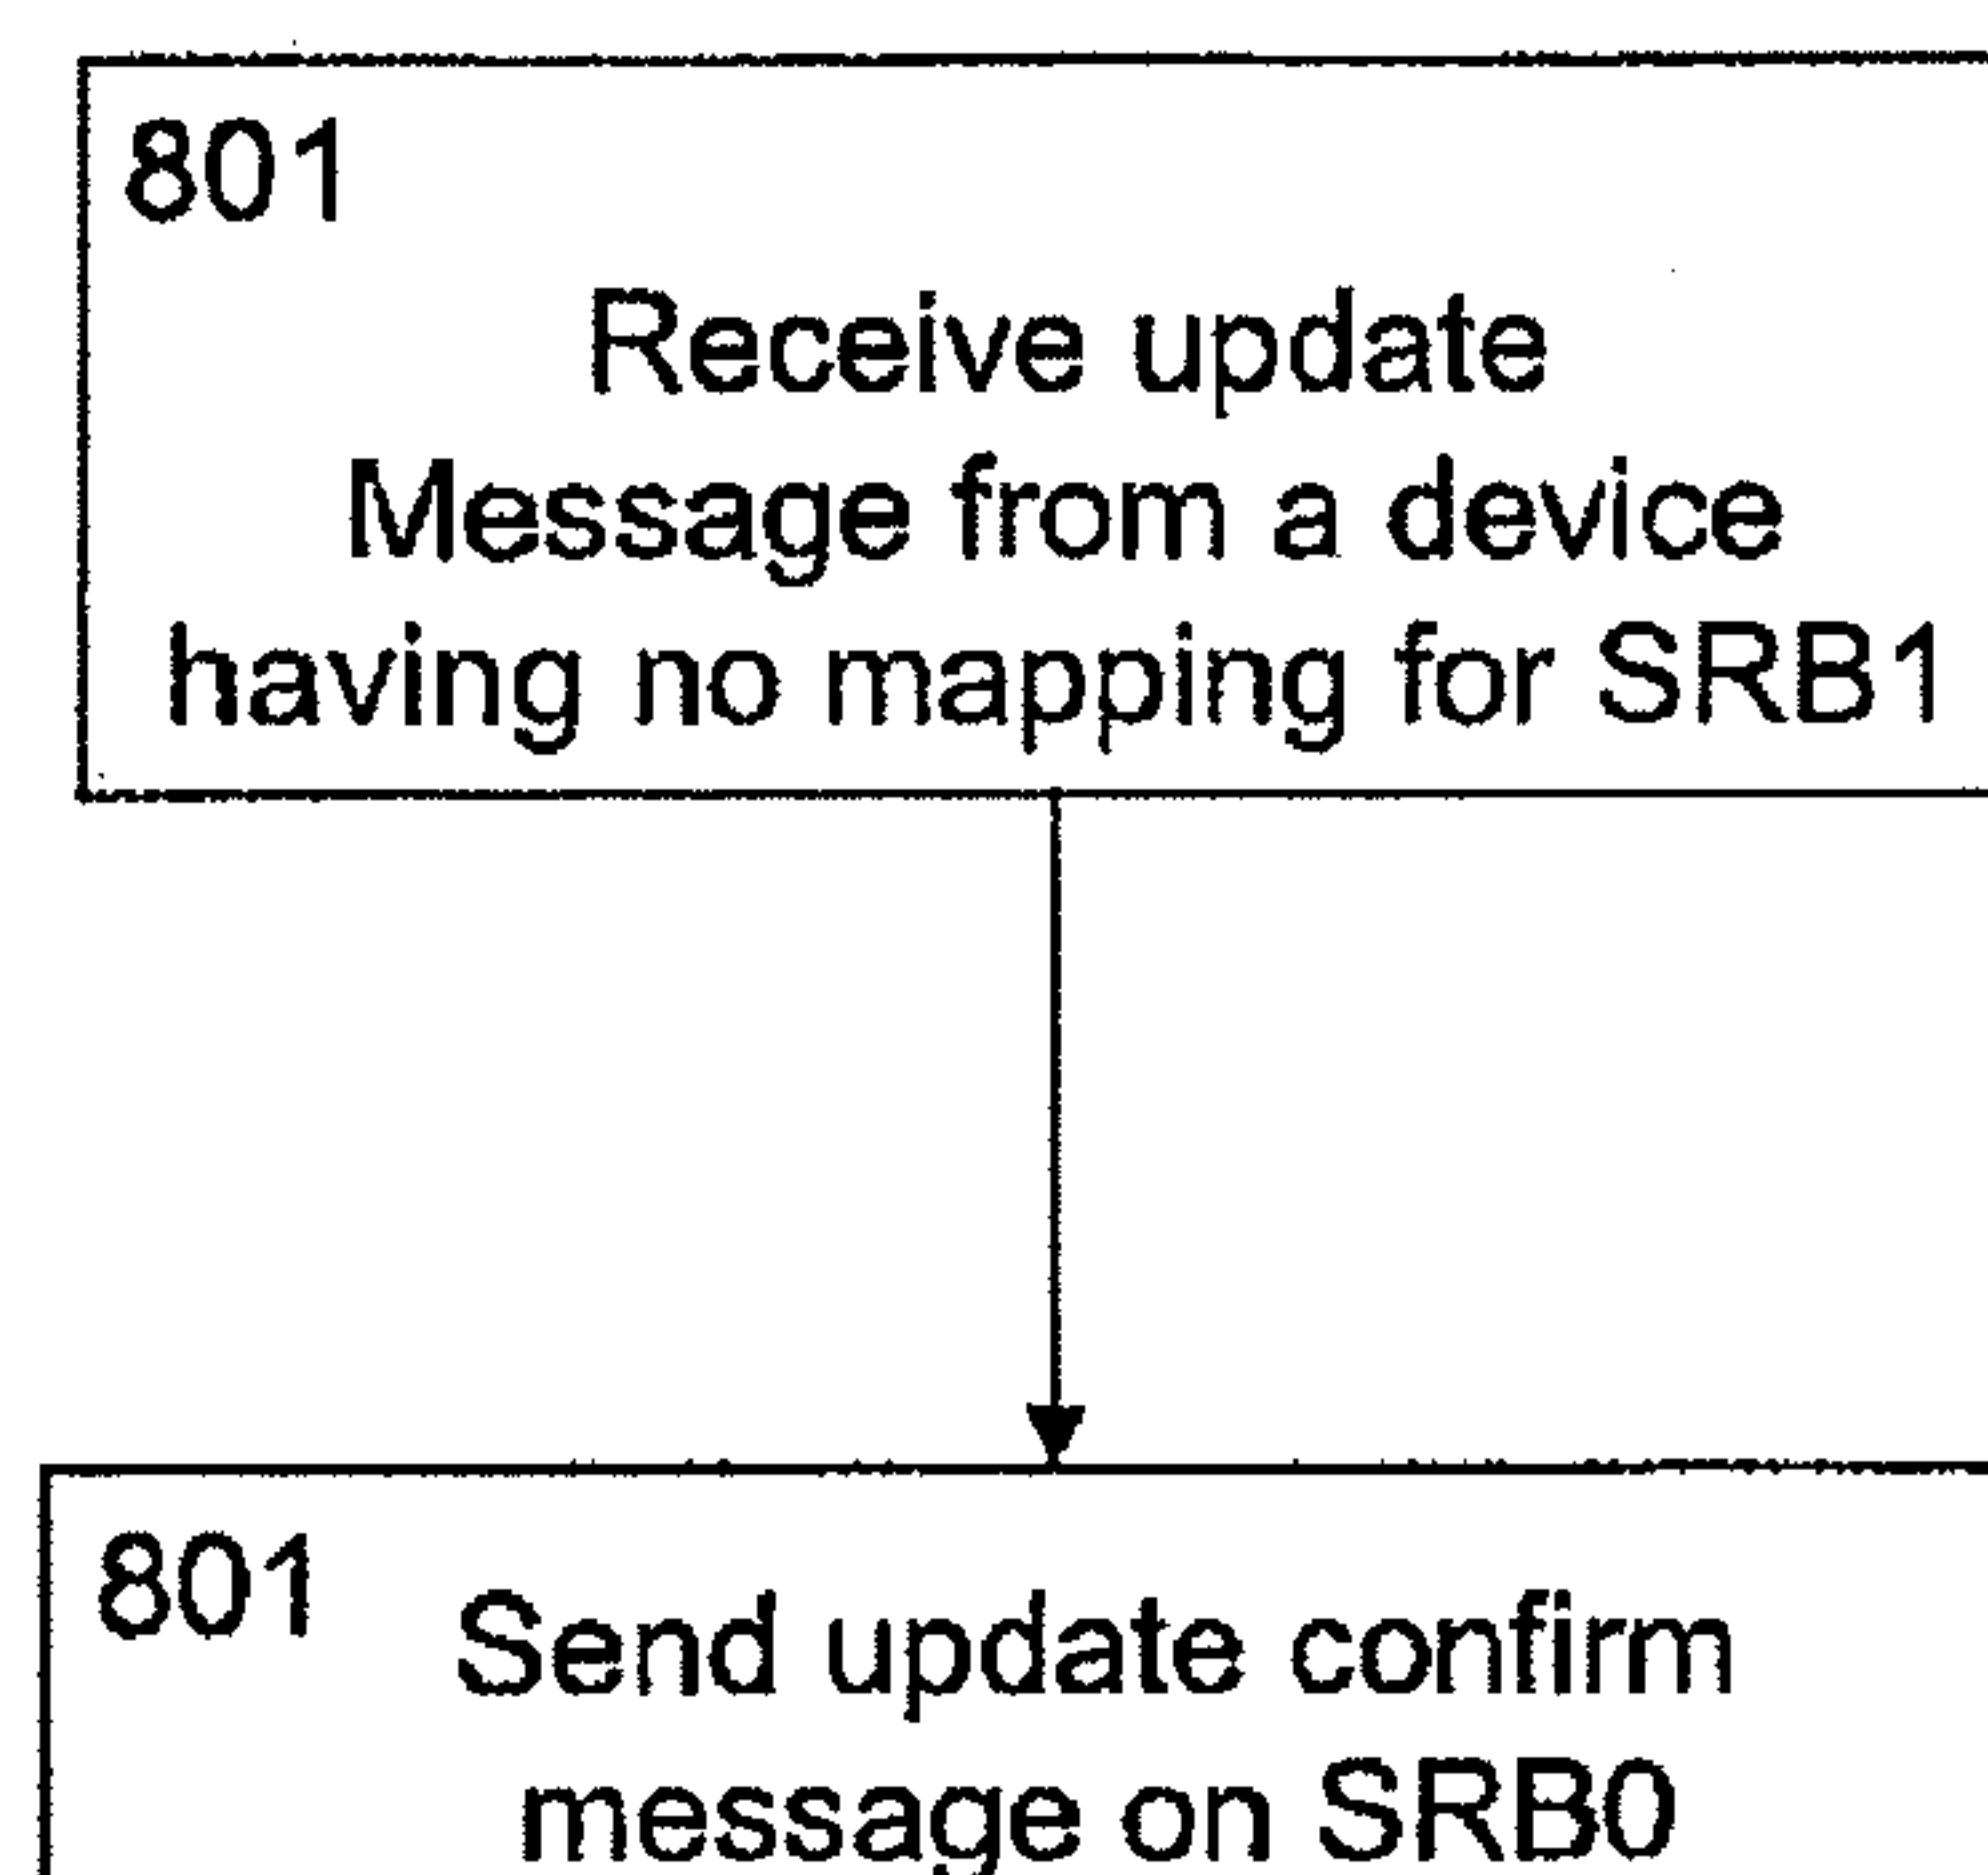 801
Receive update
Message from a device
having no mapping for SRB1
801
Send update confirm
message on SRB0